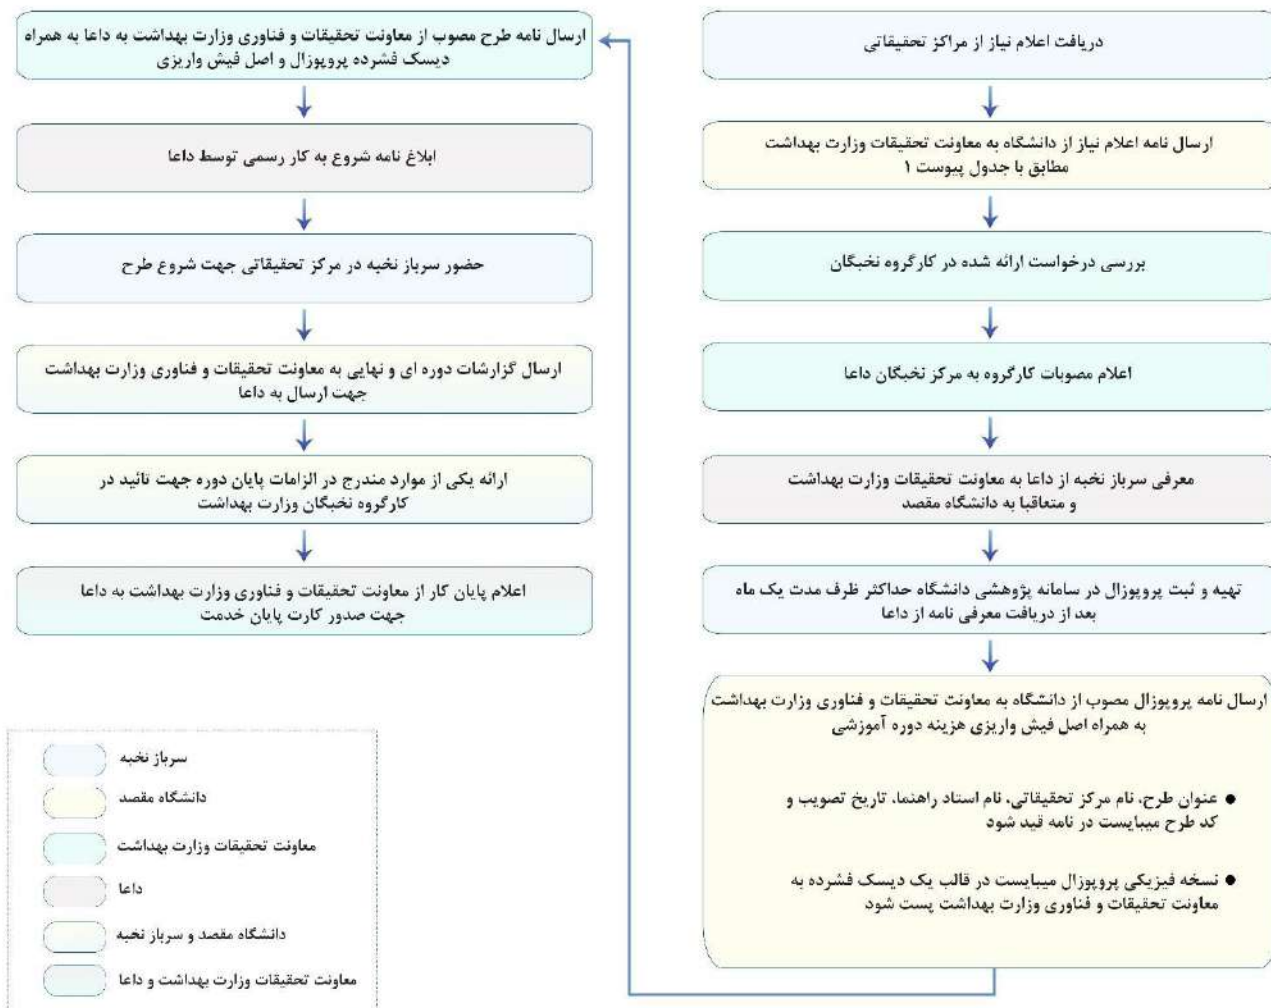 دریافت اعلام نیاز از مراکز تحقیقاتی
ارسال نامه اعلام نیاز از دانشگاه به معاونت تحقیقات وزارت بهداشت
مطابق با جدول پیوست ۱
بررسی درخواست ارائه شده در کارگروه نخبگان
اعلام مصوبات کارگروه به مرکز نخبگان داعا
معرفی سرباز نخبه از داعا به معاونت تحقیقات وزارت بهداشت
و متعاقبا به دانشگاه مقصد
تهیه و ثبت پروپوزال در سامانه پژوهشی دانشگاه حداکثر ظرف مدت یک ماه
بعد از دریافت معرفی نامه از داعا
ارسال نامه پروپوزال مصوب از دانشگاه به معاونت تحقیقات و فناوری وزارت بهداشت
به همراه اصل فیش واریزی هزینه دوره آموزشی
● عنوان طرح، نام مرکز تحقیقاتی، نام استاد راهنما، تاریخ تصویب و
کد طرح میبایست در نامه قید شود
● نسخه فیزیکی پروپوزال میبایست در قالب یک دیسک فشرده به
معاونت تحقیقات و فناوری وزارت بهداشت پست شود
ارسال نامه طرح مصوب از معاونت تحقیقات و فناوری وزارت بهداشت به داعا به همراه
دیسک فشرده پروپوزال و اصل فیش واریزی
ابلاغ نامه شروع به کار رسمی توسط داعا
حضور سرباز نخبه در مرکز تحقیقاتی جهت شروع طرح
ارسال گزارشات دوره ای و نهایی به معاونت تحقیقات و فناوری وزارت بهداشت
جهت ارسال به داعا
ارائه یکی از موارد مندرج در الزامات پایان دوره جهت تائید در
کارگروه نخبگان وزارت بهداشت
اعلام پایان کار از معاونت تحقیقات و فناوری وزارت بهداشت به داعا
جهت صدور کارت پایان خدمت
سرباز نخبه
دانشگاه مقصد
معاونت تحقیقات وزارت بهداشت
داعا
دانشگاه مقصد و سرباز نخبه
معاونت تحقیقات وزارت بهداشت و داعا